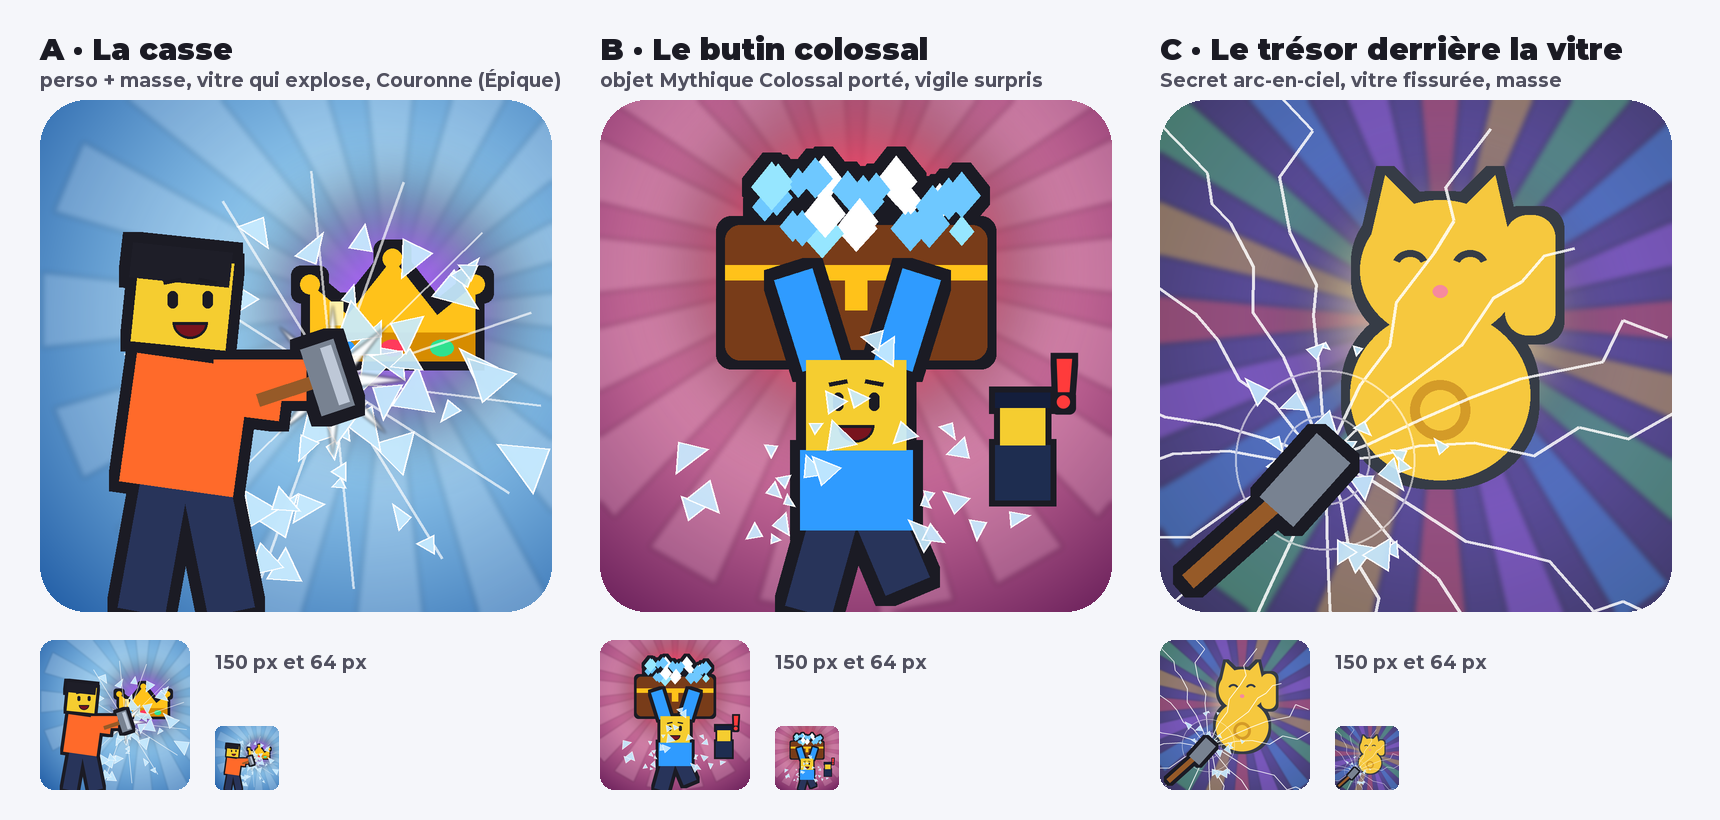 A • La casse
perso + masse, vitre qui explose, Couronne (Épique)
B • Le butin colossal
objet Mythique Colossal porté, vigile surpris
C • Le trésor derrière la vitre
Secret arc-en-ciel, vitre fissurée, masse
!
150 px et 64 px
150 px et 64 px
150 px et 64 px